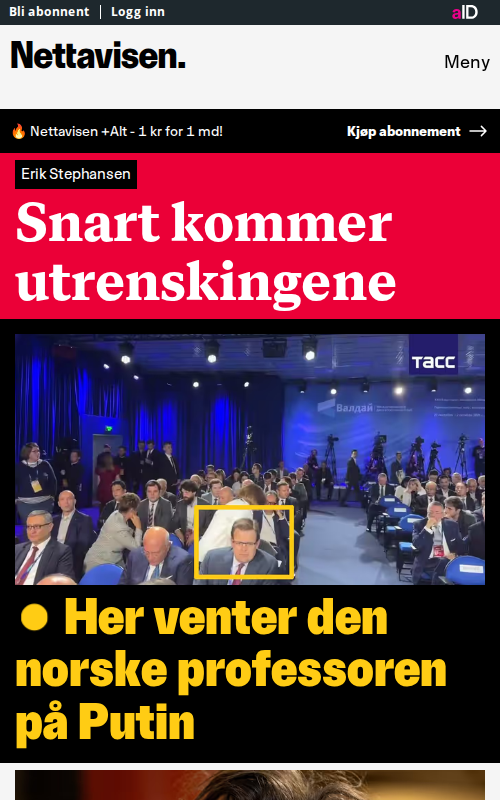 Bli abonnent
Logg inn
aID
Nettavisen.
Meny
🔥 Nettavisen +Alt - 1 kr for 1 md!
Kjøp abonnement →
Erik Stephansen
Snart kommer
utrenskingene
ТАСС
Валдай
Her venter den
norske professoren
på Putin